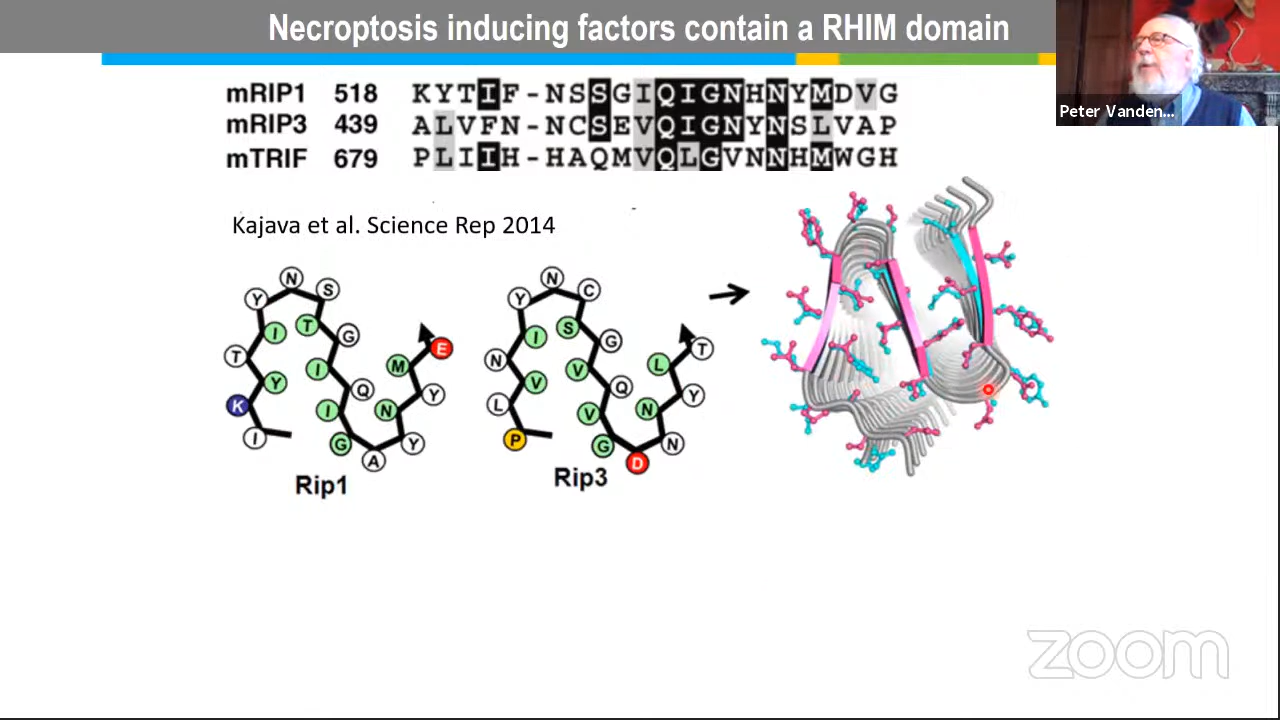 Necroptosis inducing factors contain a RHIM domain
Peter Vanden...
mRIP1 518 KYTIF-NSSGIQIGNHNYMDVG
mRIP3 439 ALVFN-NCSEVQIGNYNSLVAP
mTRIF 679 PLIIH-HAQMVQLGVNNHMWGH
Kajava et al. Science Rep 2014
I K Y T I Y N S T G I Q I G A Y N Y M E
Rip1
P L V N I Y N C S G V Q V G D N N Y L T
Rip3
zoom